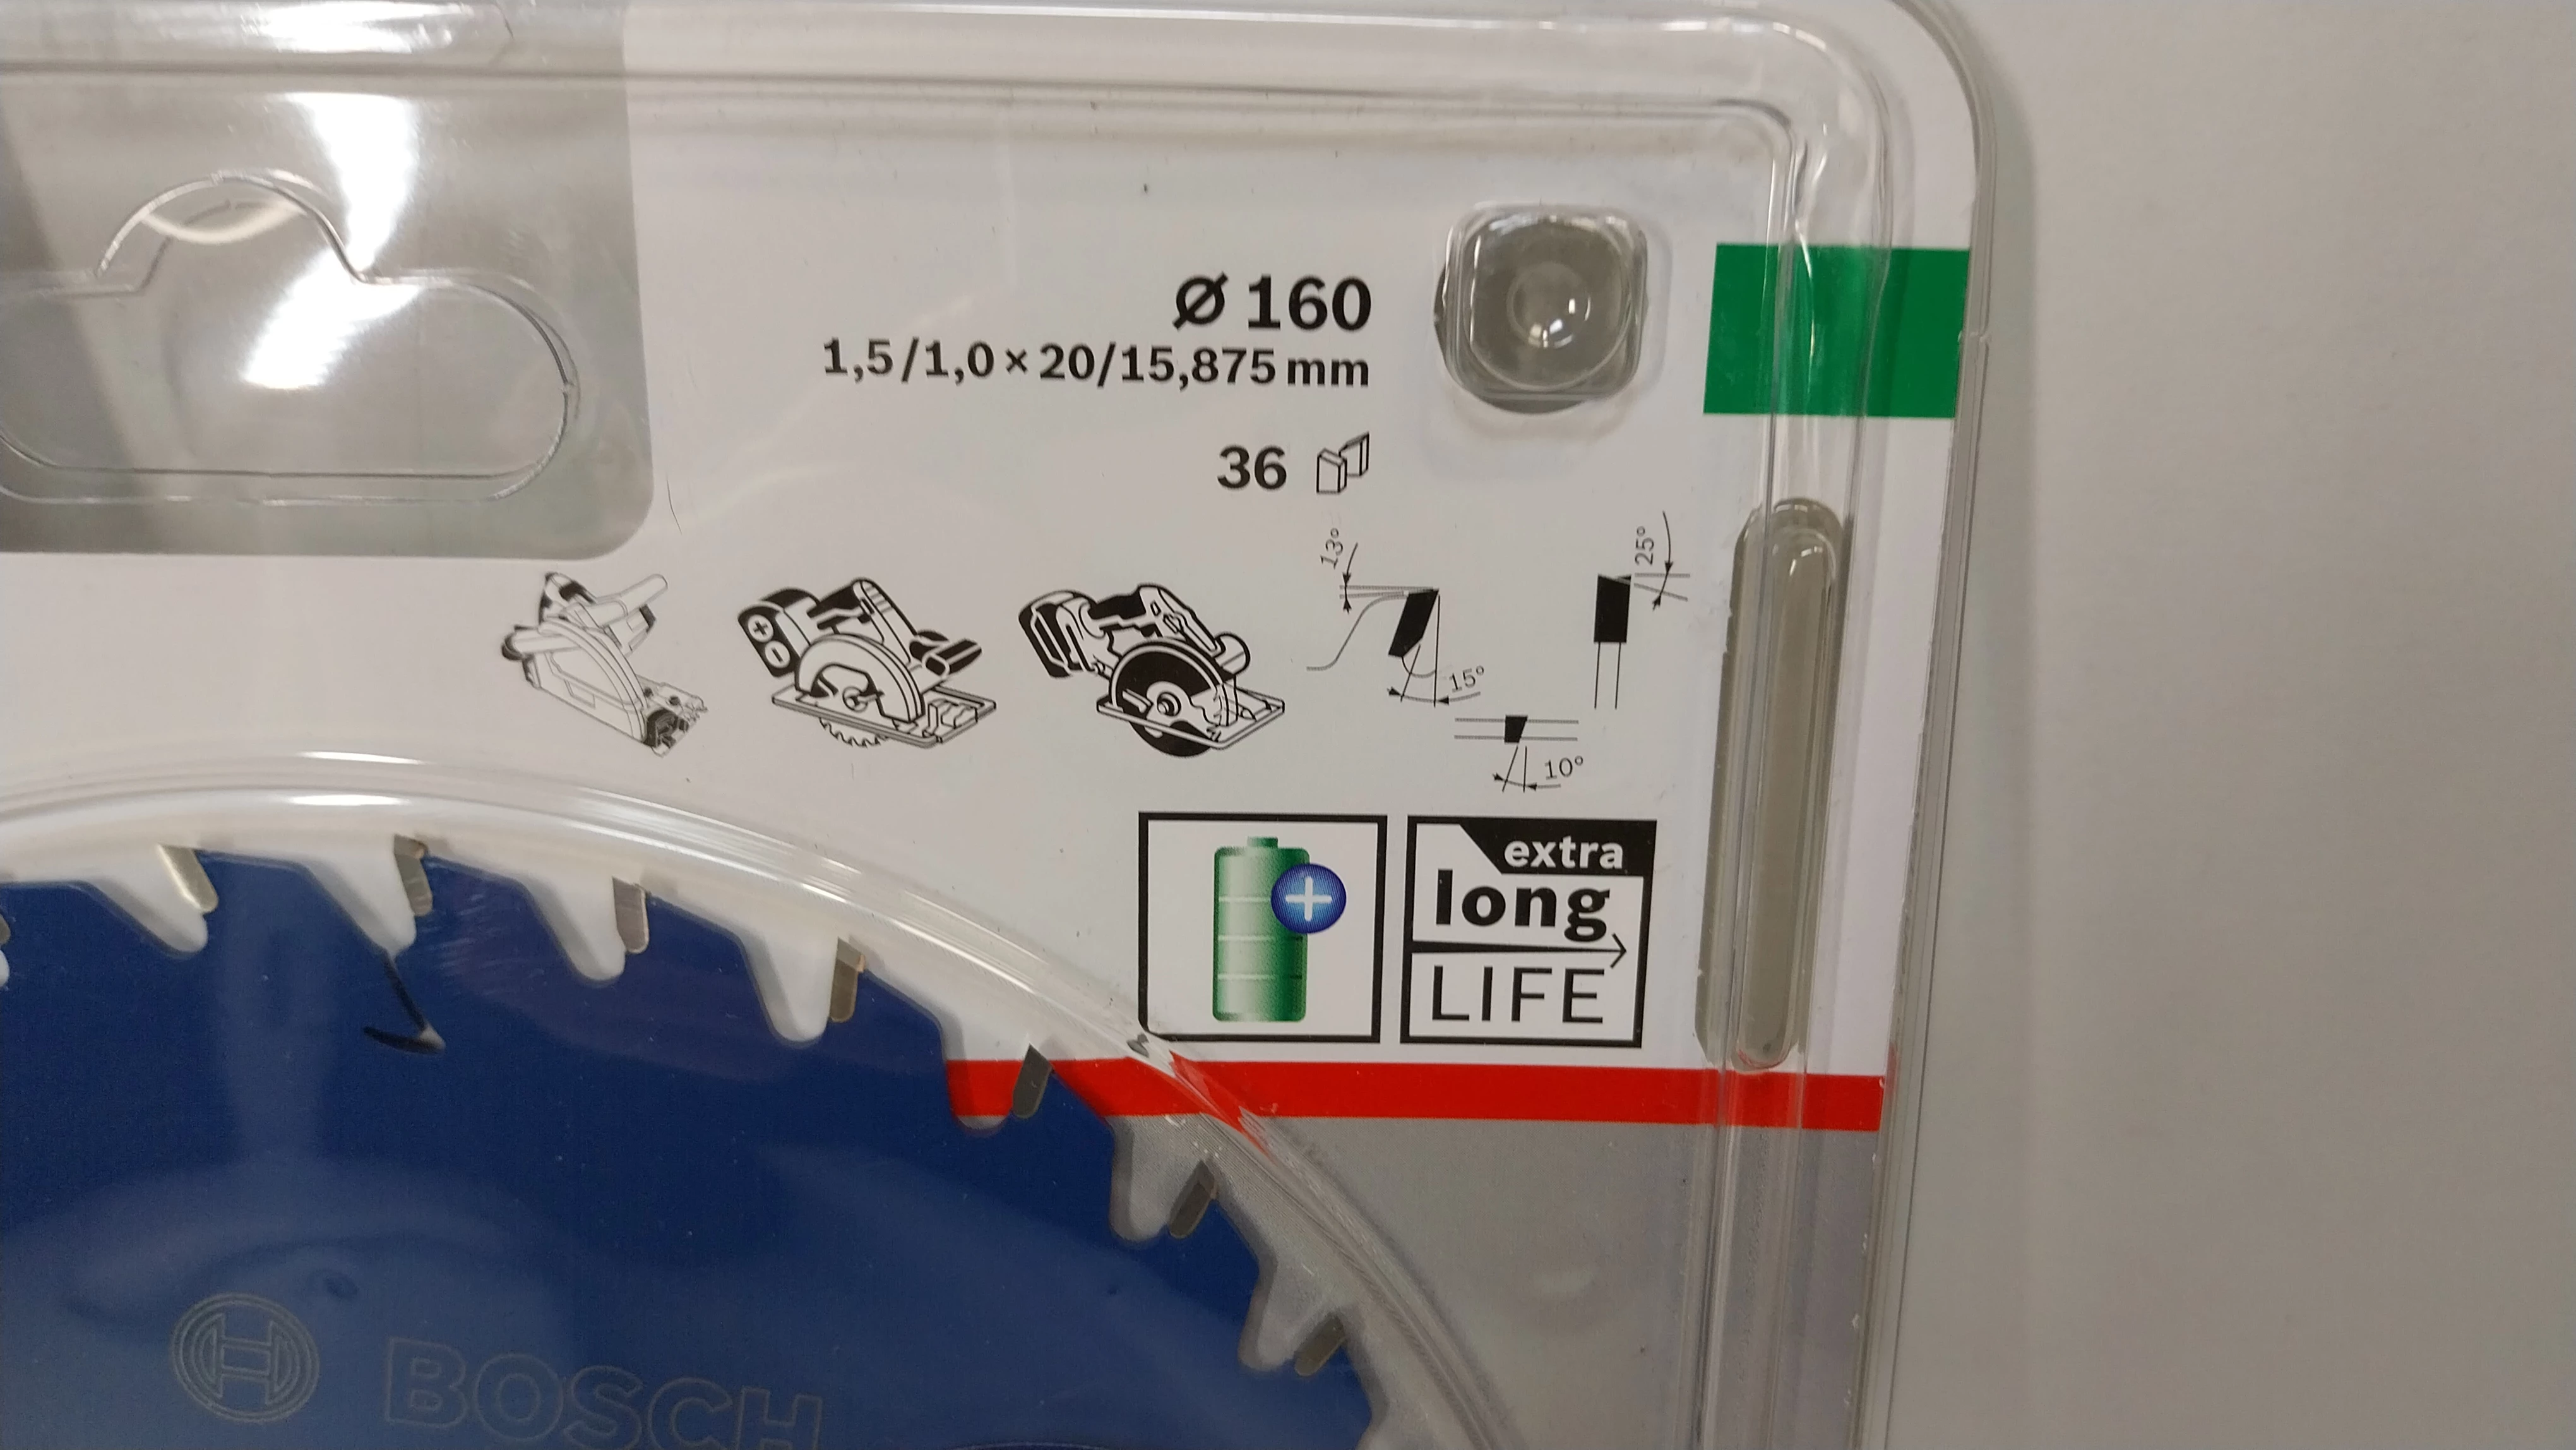 Ø 160
1,5/1,0 × 20/15,875 mm
36
13°
25°
15°
10°
extra
long
LIFE
BOSCH